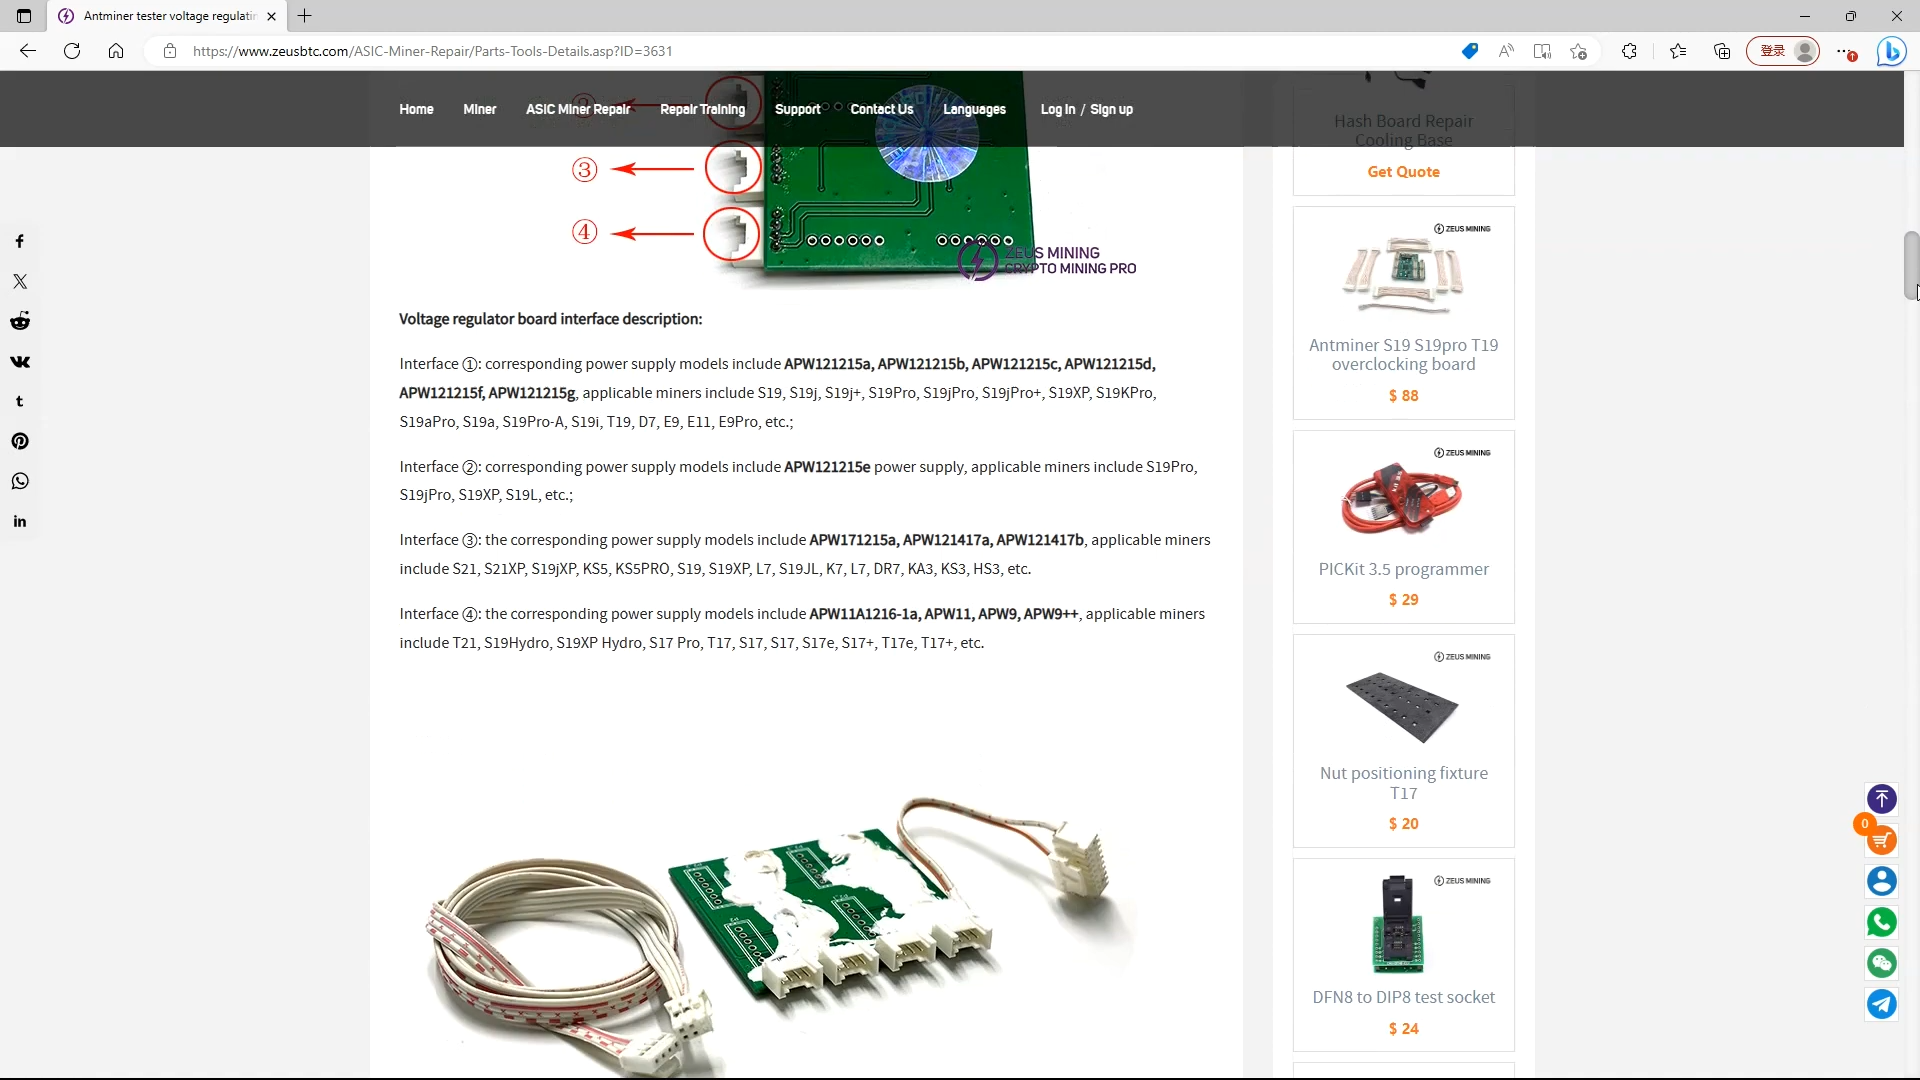 Antminer tester voltage regulatin
https://www.zeusbtc.com/ASIC-Miner-Repair/Parts-Tools-Details.asp?ID=3631
登录
Home Miner ASIC Miner Repair Repair Training Support Contact Us Languages Log in / Sign up
③
④
ZEUS MINING
CRYPTO MINING PRO
Voltage regulator board interface description:
Interface ①: corresponding power supply models include APW121215a, APW121215b, APW121215c, APW121215d,
APW121215f, APW121215g, applicable miners include S19, S19j, S19j+, S19Pro, S19jPro, S19jPro+, S19XP, S19KPro,
S19aPro, S19a, S19Pro-A, S19i, T19, D7, E9, E11, E9Pro, etc.;
Interface ②: corresponding power supply models include APW121215e power supply, applicable miners include S19Pro,
S19jPro, S19XP, S19L, etc.;
Interface ③: the corresponding power supply models include APW171215a, APW121417a, APW121417b, applicable miners
include S21, S21XP, S19jXP, KS5, KS5PRO, S19, S19XP, L7, S19JL, K7, L7, DR7, KA3, KS3, HS3, etc.
Interface ④: the corresponding power supply models include APW11A1216-1a, APW11, APW9, APW9++, applicable miners
include T21, S19Hydro, S19XP Hydro, S17 Pro, T17, S17, S17, S17e, S17+, T17e, T17+, etc.
Hash Board Repair
Cooling Base
Get Quote
ZEUS MINING
Antminer S19 S19pro T19
overclocking board
$ 88
ZEUS MINING
PICKit 3.5 programmer
$ 29
ZEUS MINING
Nut positioning fixture
T17
$ 20
ZEUS MINING
DFN8 to DIP8 test socket
$ 24
0